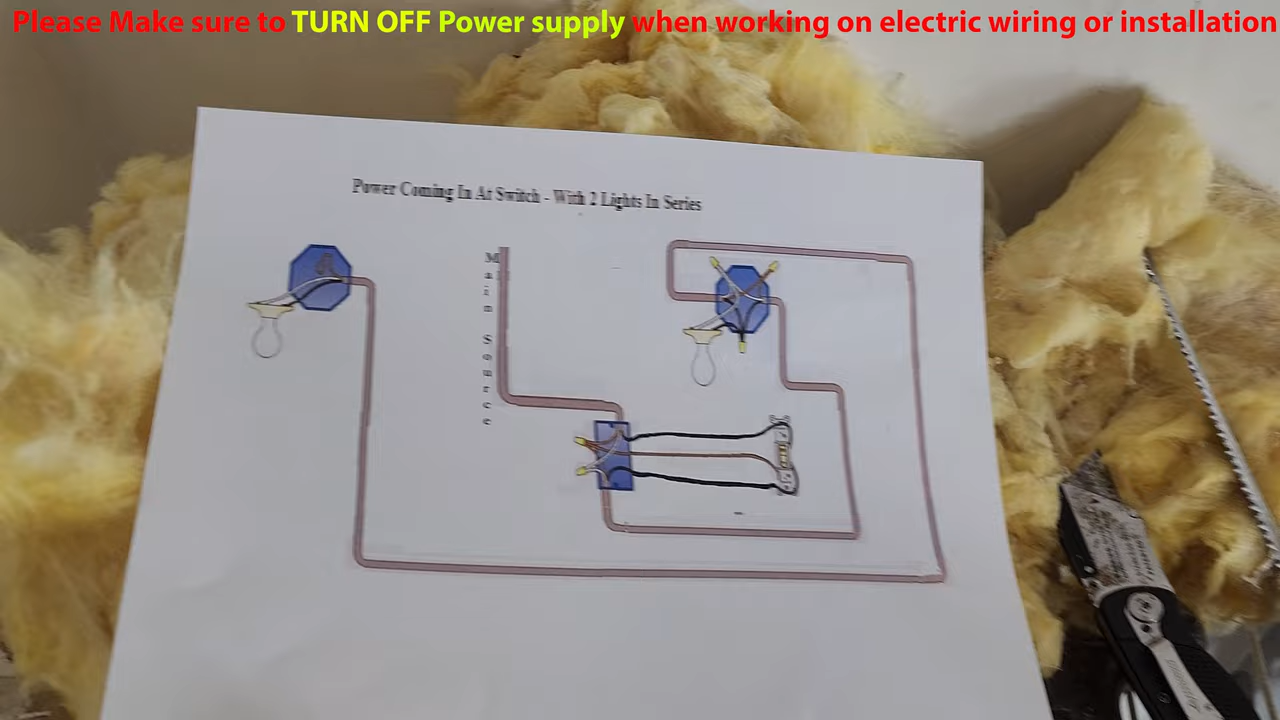 Please Make sure to TURN OFF Power supply when working on electric wiring or installation
Power Coming In At Switch - With 2 Lights In Series
Main Source